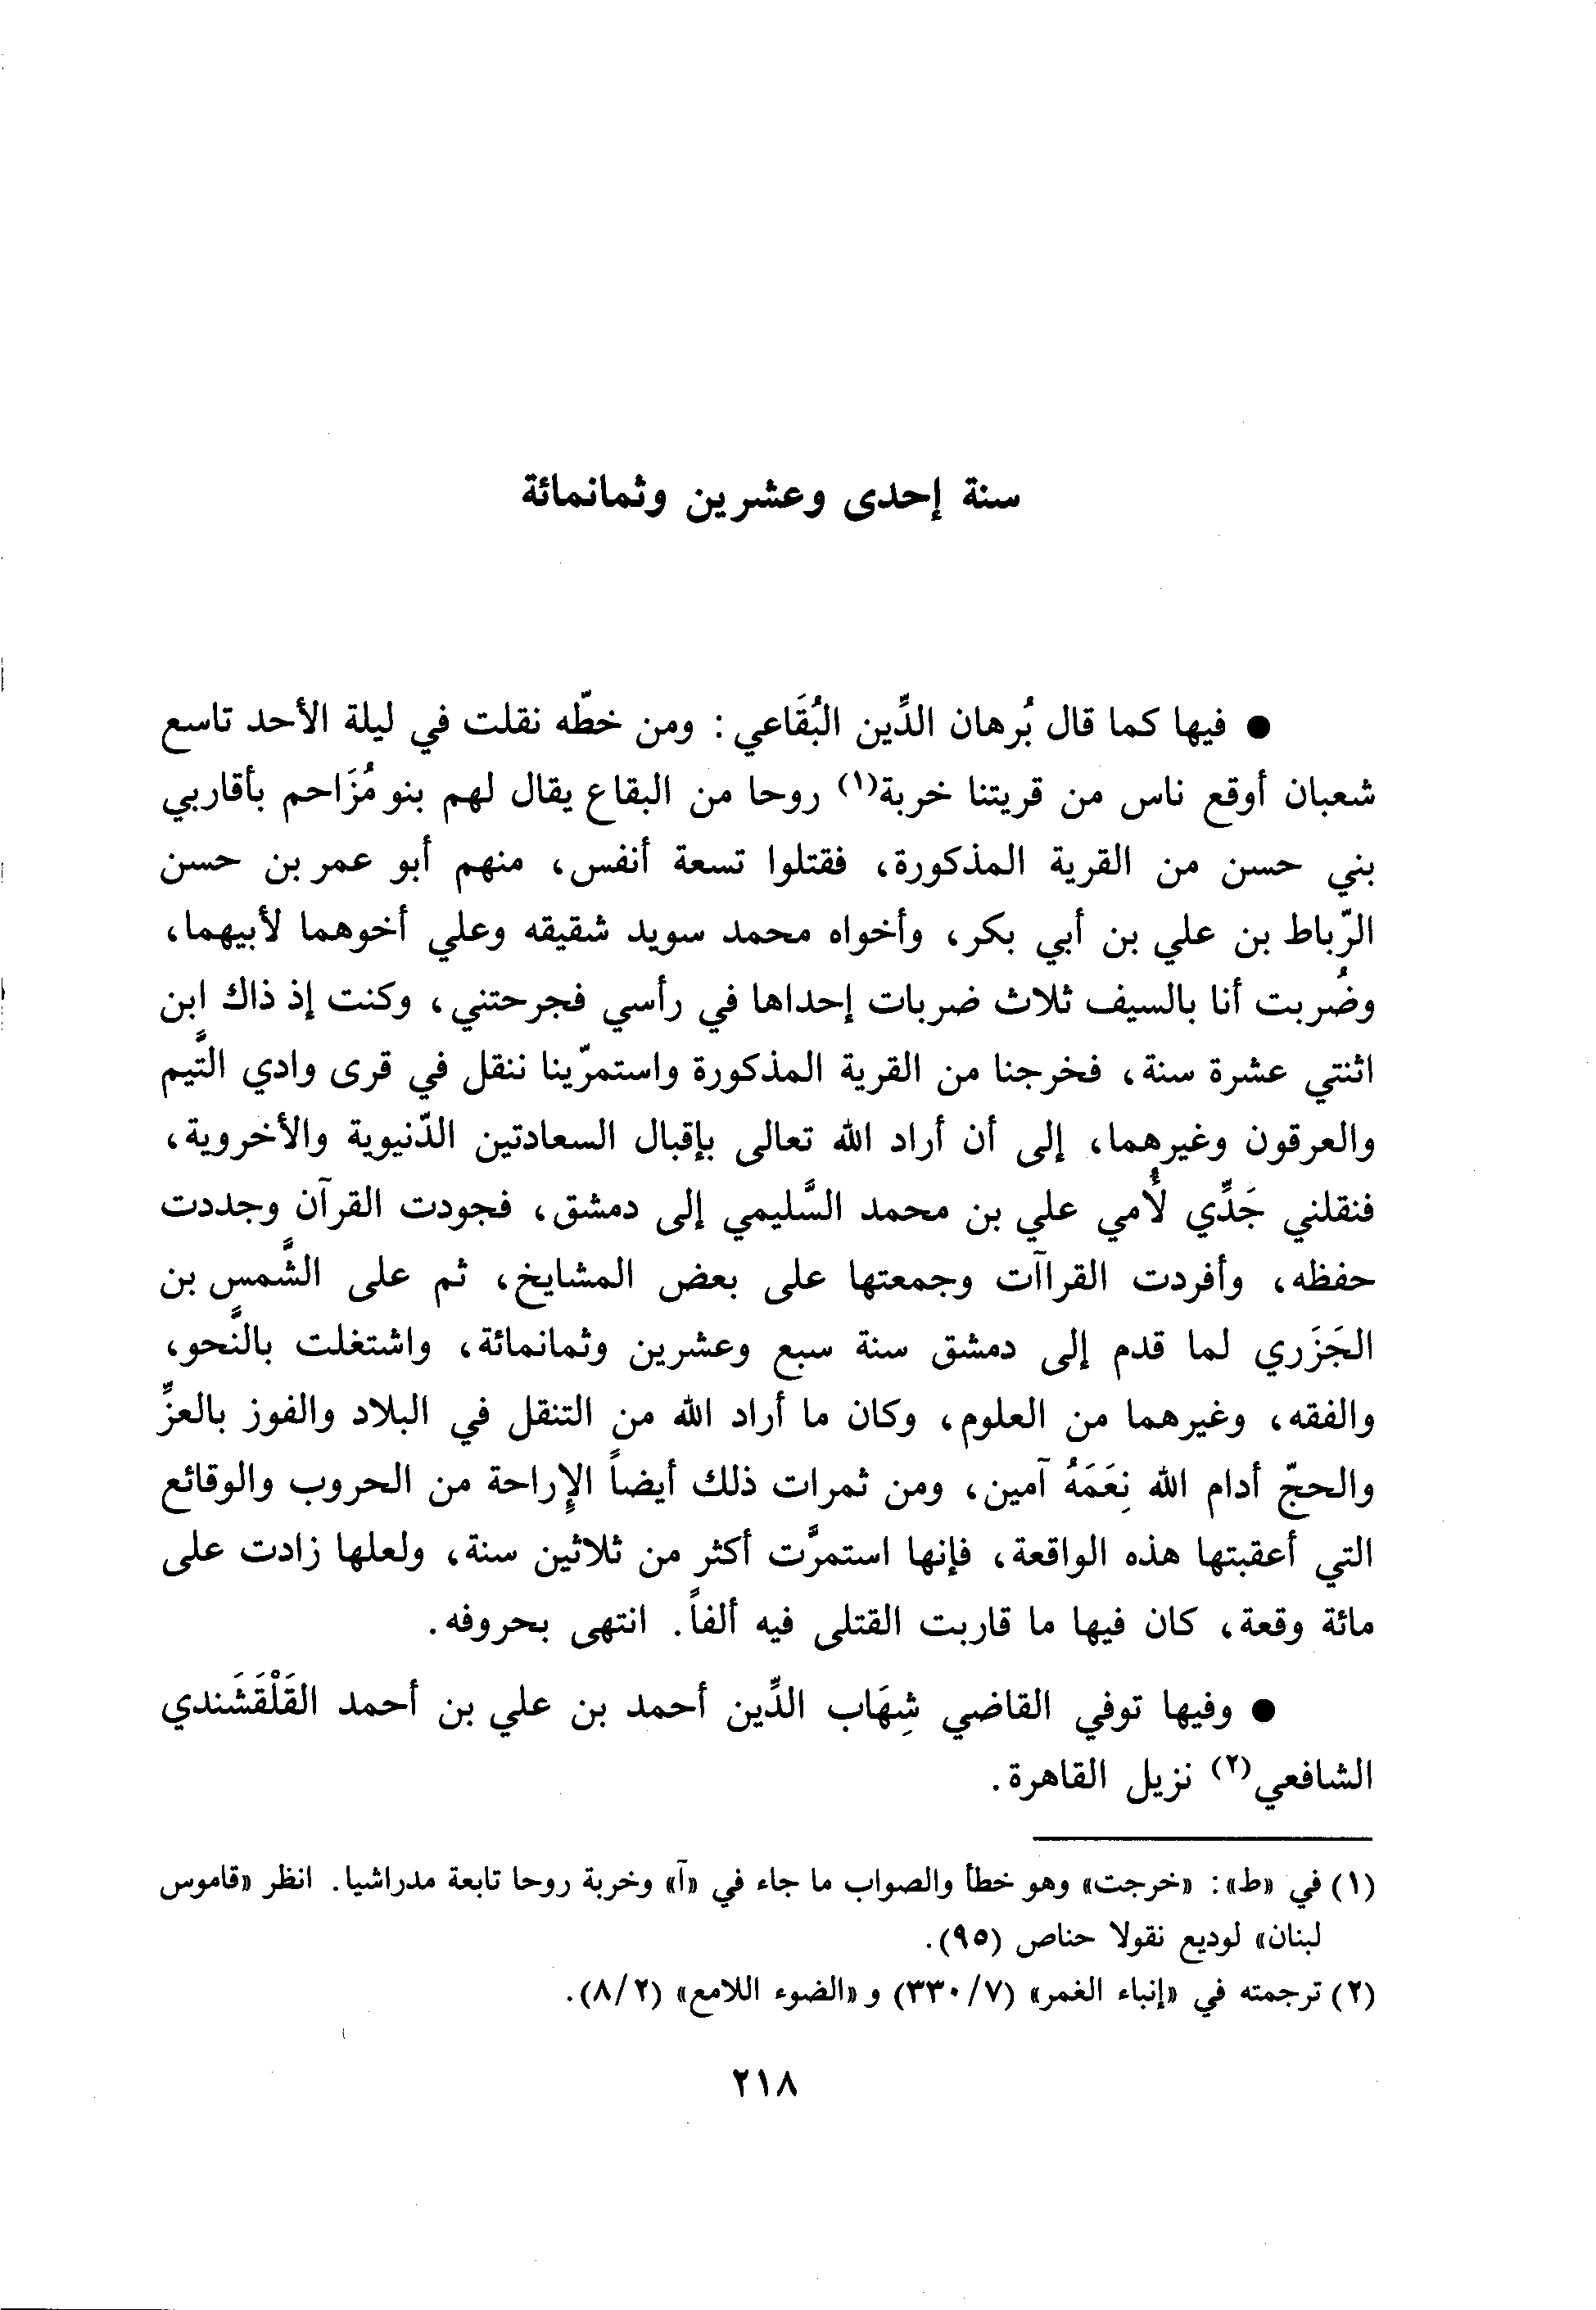 سنة إحدى وعشرين وثمانمائة
● فيها كما قال بُرهان الدِّين البُقَاعي: ومن خطّه نقلت في ليلة الأحد تاسع
شعبان أوقع ناس من قريتنا خربة(١) روحا من البقاع يقال لهم بنو مُزَاحم بأقاربي
بني حسن من القرية المذكورة، فقتلوا تسعة أنفس، منهم أبو عمر بن حسن
الرّباط بن علي بن أبي بكر، وأخواه محمد سويد شقيقه وعلي أخوهما لأبيهما،
وضُربت أنا بالسيف ثلاث ضربات إحداها في رأسي فجرحتني، وكنت إذ ذاك ابن
اثنتي عشرة سنة، فخرجنا من القرية المذكورة واستمرّينا ننقل في قرى وادي التَّيم
والعرقون وغيرهما، إلى أن أراد الله تعالى بإقبال السعادتين الدّنيوية والأخروية،
فنقلني جَدِّي لأُمي علي بن محمد السَّليمي إلى دمشق، فجودت القرآن وجددت
حفظه، وأفردت القراآت وجمعتها على بعض المشايخ، ثم على الشَّمس بن
الجَزَري لما قدم إلى دمشق سنة سبع وعشرين وثمانمائة، واشتغلت بالنَّحو،
والفقه، وغيرهما من العلوم، وكان ما أراد الله من التنقل في البلاد والفوز بالعزِّ
والحجّ أدام الله نِعَمَهُ آمين، ومن ثمرات ذلك أيضاً الإراحة من الحروب والوقائع
التي أعقبتها هذه الواقعة، فإنها استمرَّت أكثر من ثلاثين سنة، ولعلها زادت على
مائة وقعة، كان فيها ما قاربت القتلى فيه ألفاً. انتهى بحروفه.
● وفيها توفي القاضي شِهَاب الدِّين أحمد بن علي بن أحمد القَلْقَشَندي
الشافعي(٢) نزيل القاهرة.
(١) في «ط»: «خرجت» وهو خطأ والصواب ما جاء في «آ» وخربة روحا تابعة مدراشيا. انظر «قاموس
لبنان» لوديع نقولا حناص (٩٥).
(٢) ترجمته في «إنباء الغمر» (٣٣٠/٧) و «الضوء اللامع» (٨/٢).
٢١٨